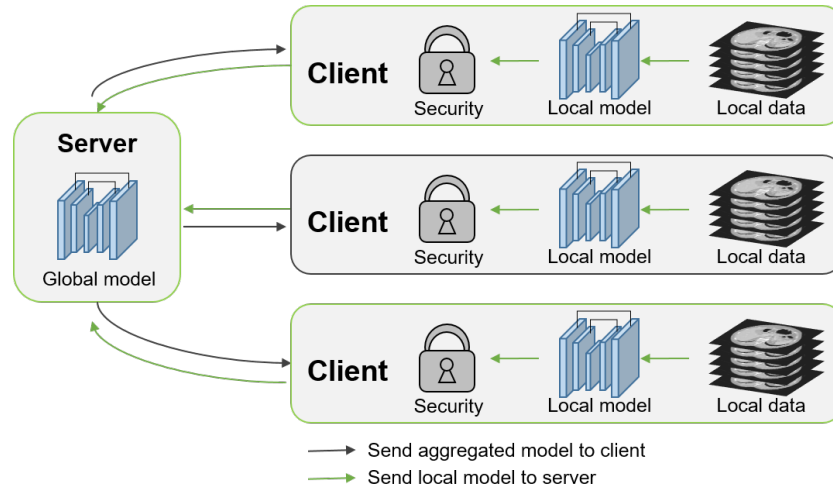 Client
Security
Local model
Local data
Server
Global model
Client
Security
Local model
Local data
Client
Security
Local model
Local data
Send aggregated model to client
Send local model to server